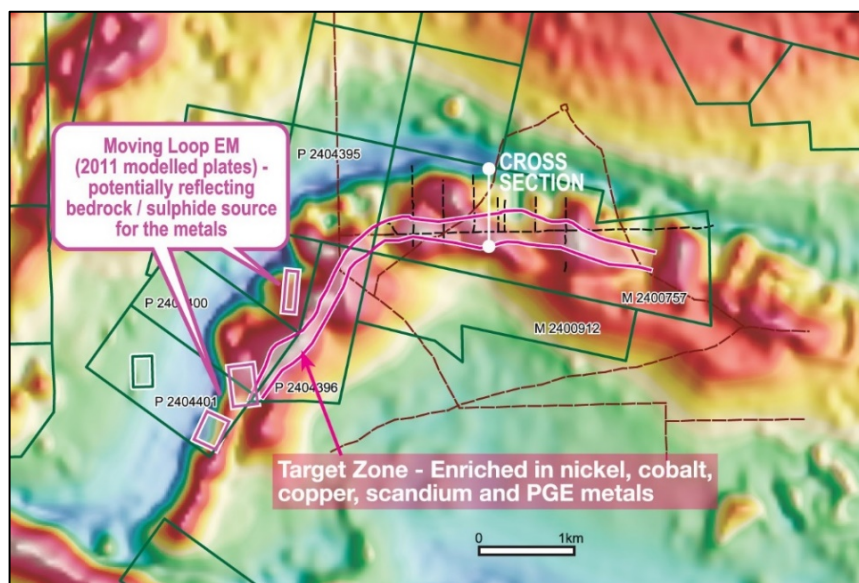 Moving Loop EM
(2011 modelled plates) -
potentially reflecting
bedrock / sulphide source
for the metals
P 2404395
CROSS
SECTION
P 2404400
M 2400757
M 2400912
P 2404396
P 2404401
Target Zone - Enriched in nickel, cobalt,
copper, scandium and PGE metals
0
1km